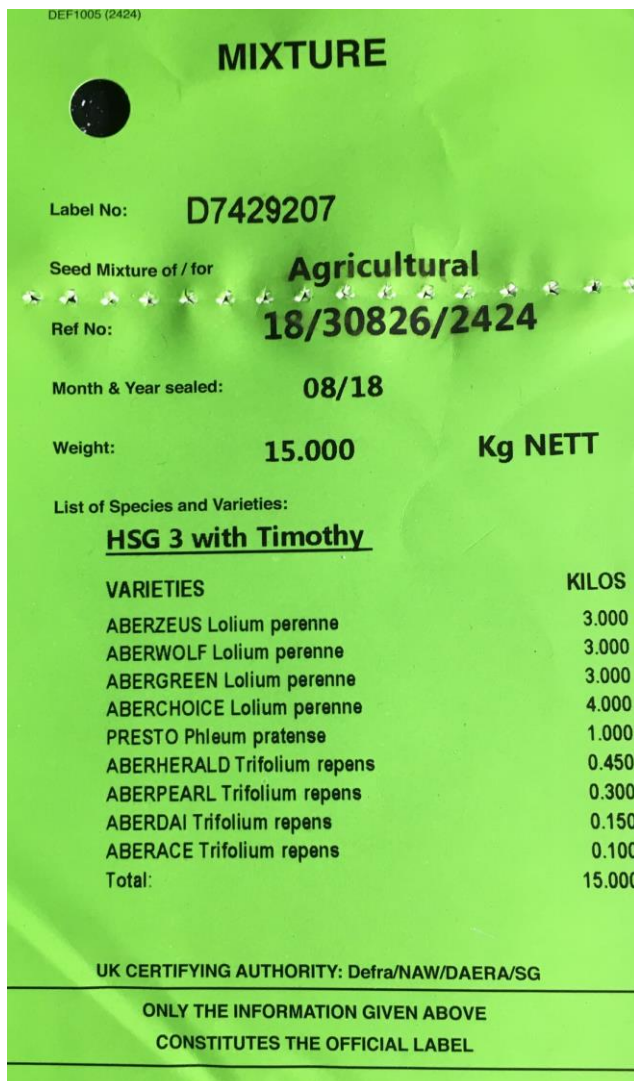 DEF1005 (2424)
MIXTURE
Label No: D7429207
Seed Mixture of / for Agricultural
Ref No: 18/30826/2424
Month & Year sealed: 08/18
Weight: 15.000 Kg NETT
List of Species and Varieties:
HSG 3 with Timothy
VARIETIES KILOS
ABERZEUS Lolium perenne 3.000
ABERWOLF Lolium perenne 3.000
ABERGREEN Lolium perenne 3.000
ABERCHOICE Lolium perenne 4.000
PRESTO Phleum pratense 1.000
ABERHERALD Trifolium repens 0.450
ABERPEARL Trifolium repens 0.300
ABERDAI Trifolium repens 0.150
ABERACE Trifolium repens 0.100
Total: 15.000
UK CERTIFYING AUTHORITY: Defra/NAW/DAERA/SG
ONLY THE INFORMATION GIVEN ABOVE
CONSTITUTES THE OFFICIAL LABEL